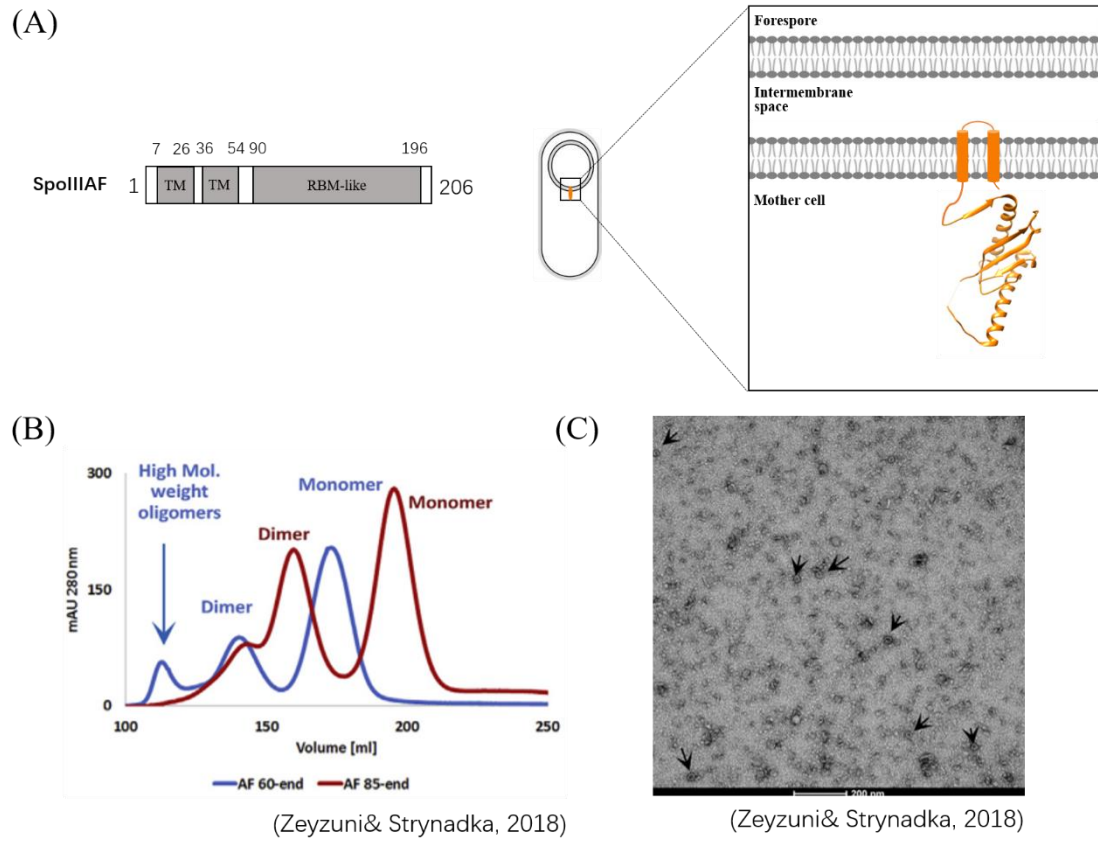 (A)
Forespore
Intermembrane
space
Mother cell
7 26 36 54 90 196
SpoIIIAF 1 TM TM RBM-like 206
(B)
High Mol.
weight
oligomers
Monomer
Monomer
Dimer
Dimer
300
150
0
mAU 280nm
100 150 200 250
Volume [ml]
AF 60-end AF 85-end
(Zeyzuni& Strynadka, 2018)
(C)
200 nm
(Zeyzuni& Strynadka, 2018)